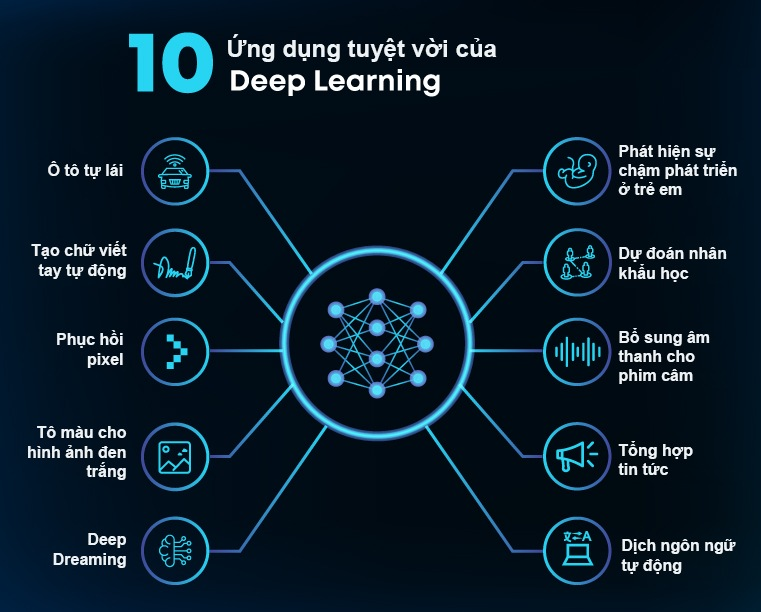 10
Ứng dụng tuyệt vời của
Deep Learning
Ô tô tự lái
Tạo chữ viết
tay tự động
Phục hồi
pixel
Tô màu cho
hình ảnh đen
trắng
Deep
Dreaming
Phát hiện sự
chậm phát triển
ở trẻ em
Dự đoán nhân
khẩu học
Bổ sung âm
thanh cho
phim câm
Tổng hợp
tin tức
文⇄A
Dịch ngôn ngữ
tự động